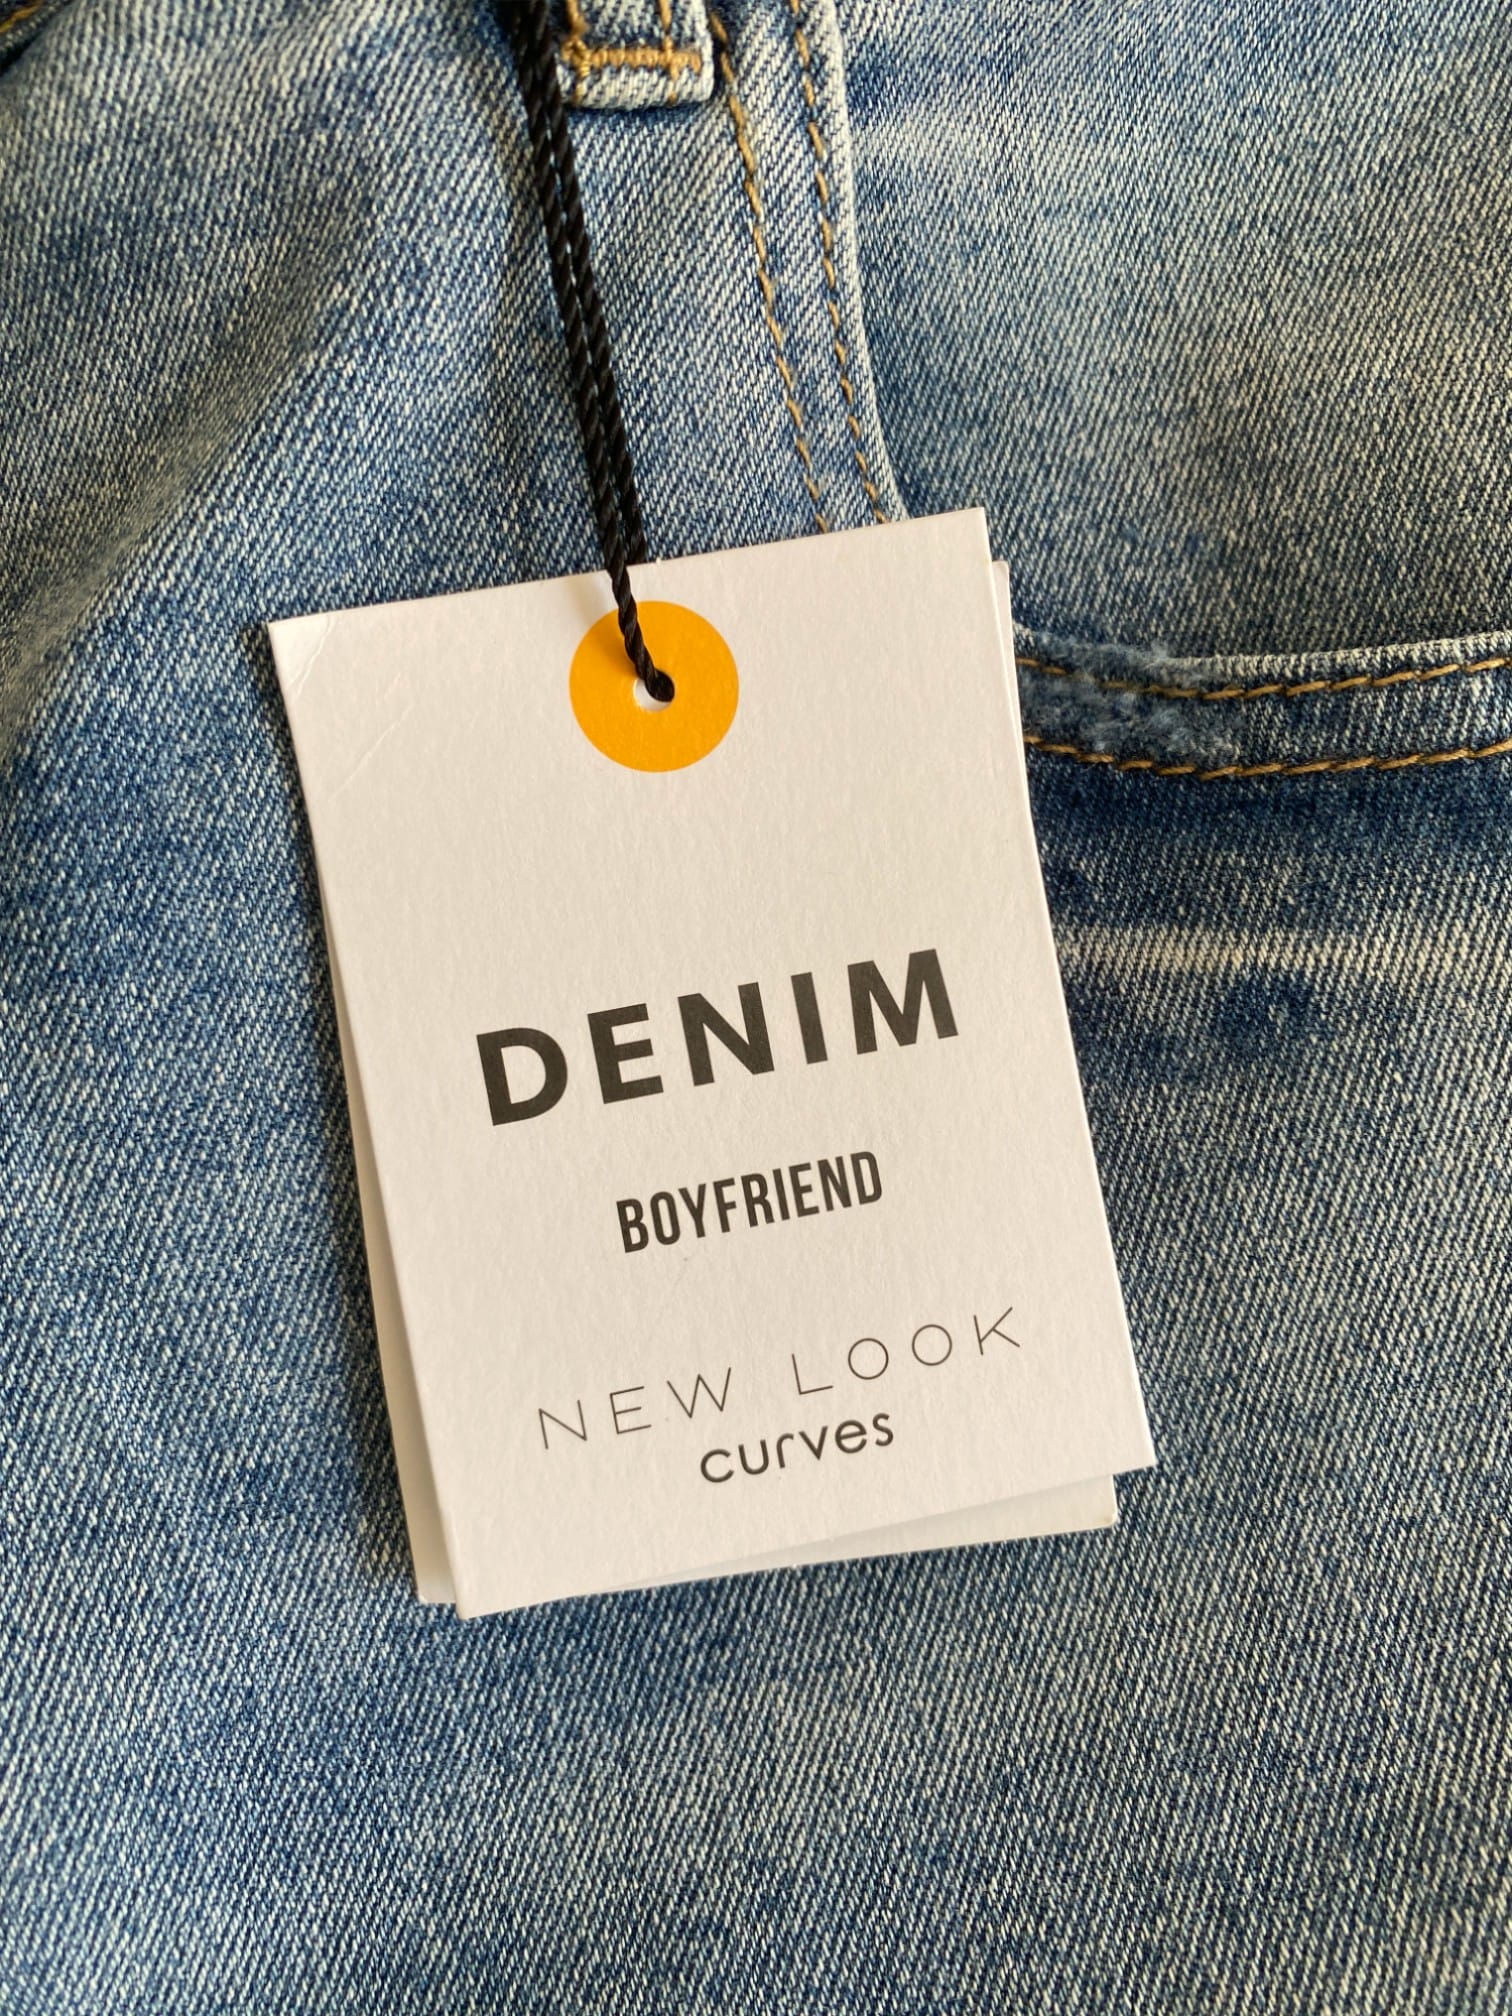 DENIM
BOYFRIEND
NEW LOOK
curves